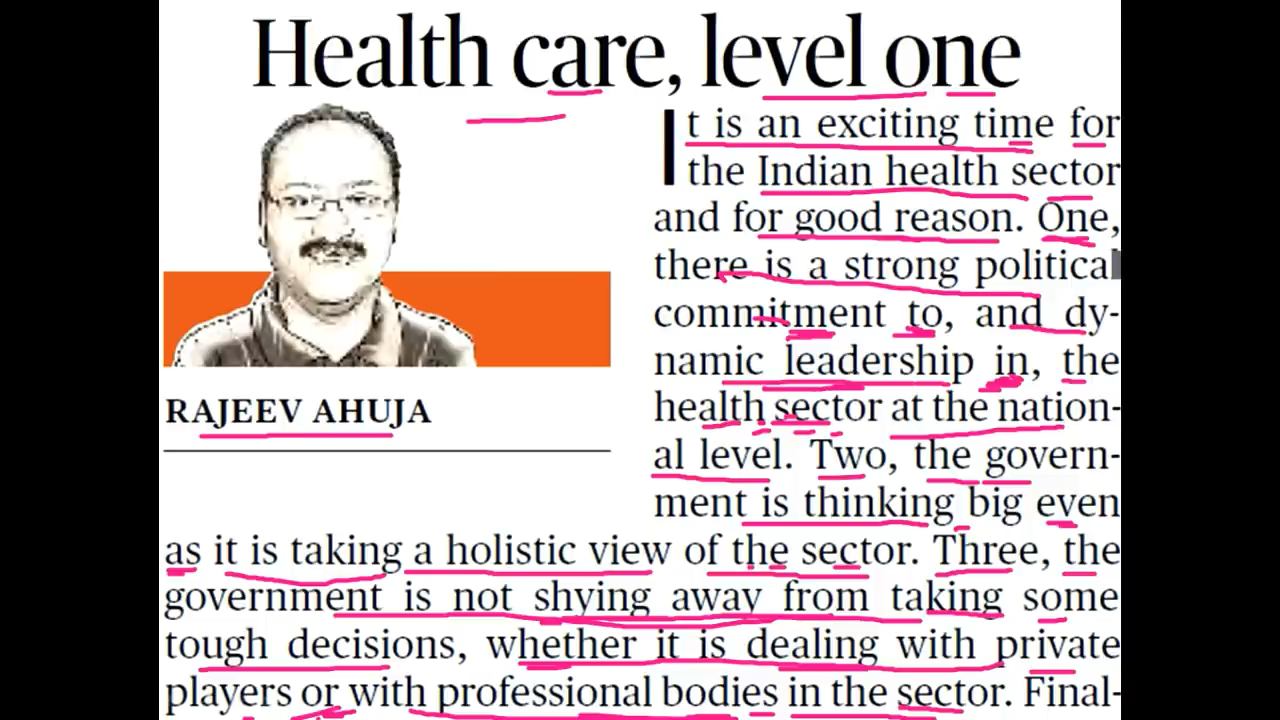 Health care, level one
RAJEEV AHUJA
It is an exciting time for
the Indian health sector
and for good reason. One,
there is a strong political
commitment to, and dy-
namic leadership in, the
health sector at the nation-
al level. Two, the govern-
ment is thinking big even
as it is taking a holistic view of the sector. Three, the
government is not shying away from taking some
tough decisions, whether it is dealing with private
players or with professional bodies in the sector. Final-